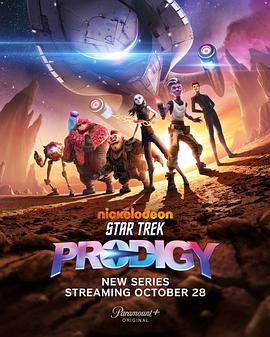 nickelodeon
STAR TREK
PRODIGY
NEW SERIES
STREAMING OCTOBER 28
Paramount+
ORIGINAL